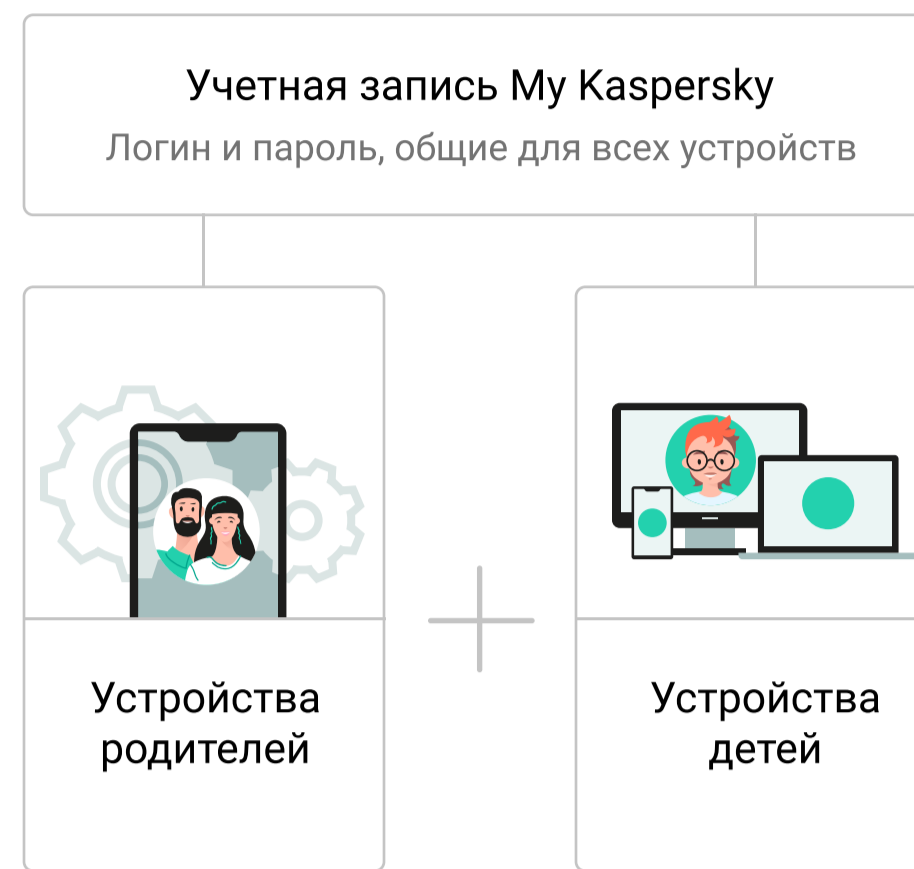 Учетная запись My Kaspersky
Логин и пароль, общие для всех устройств
Устройства
родителей
Устройства
детей